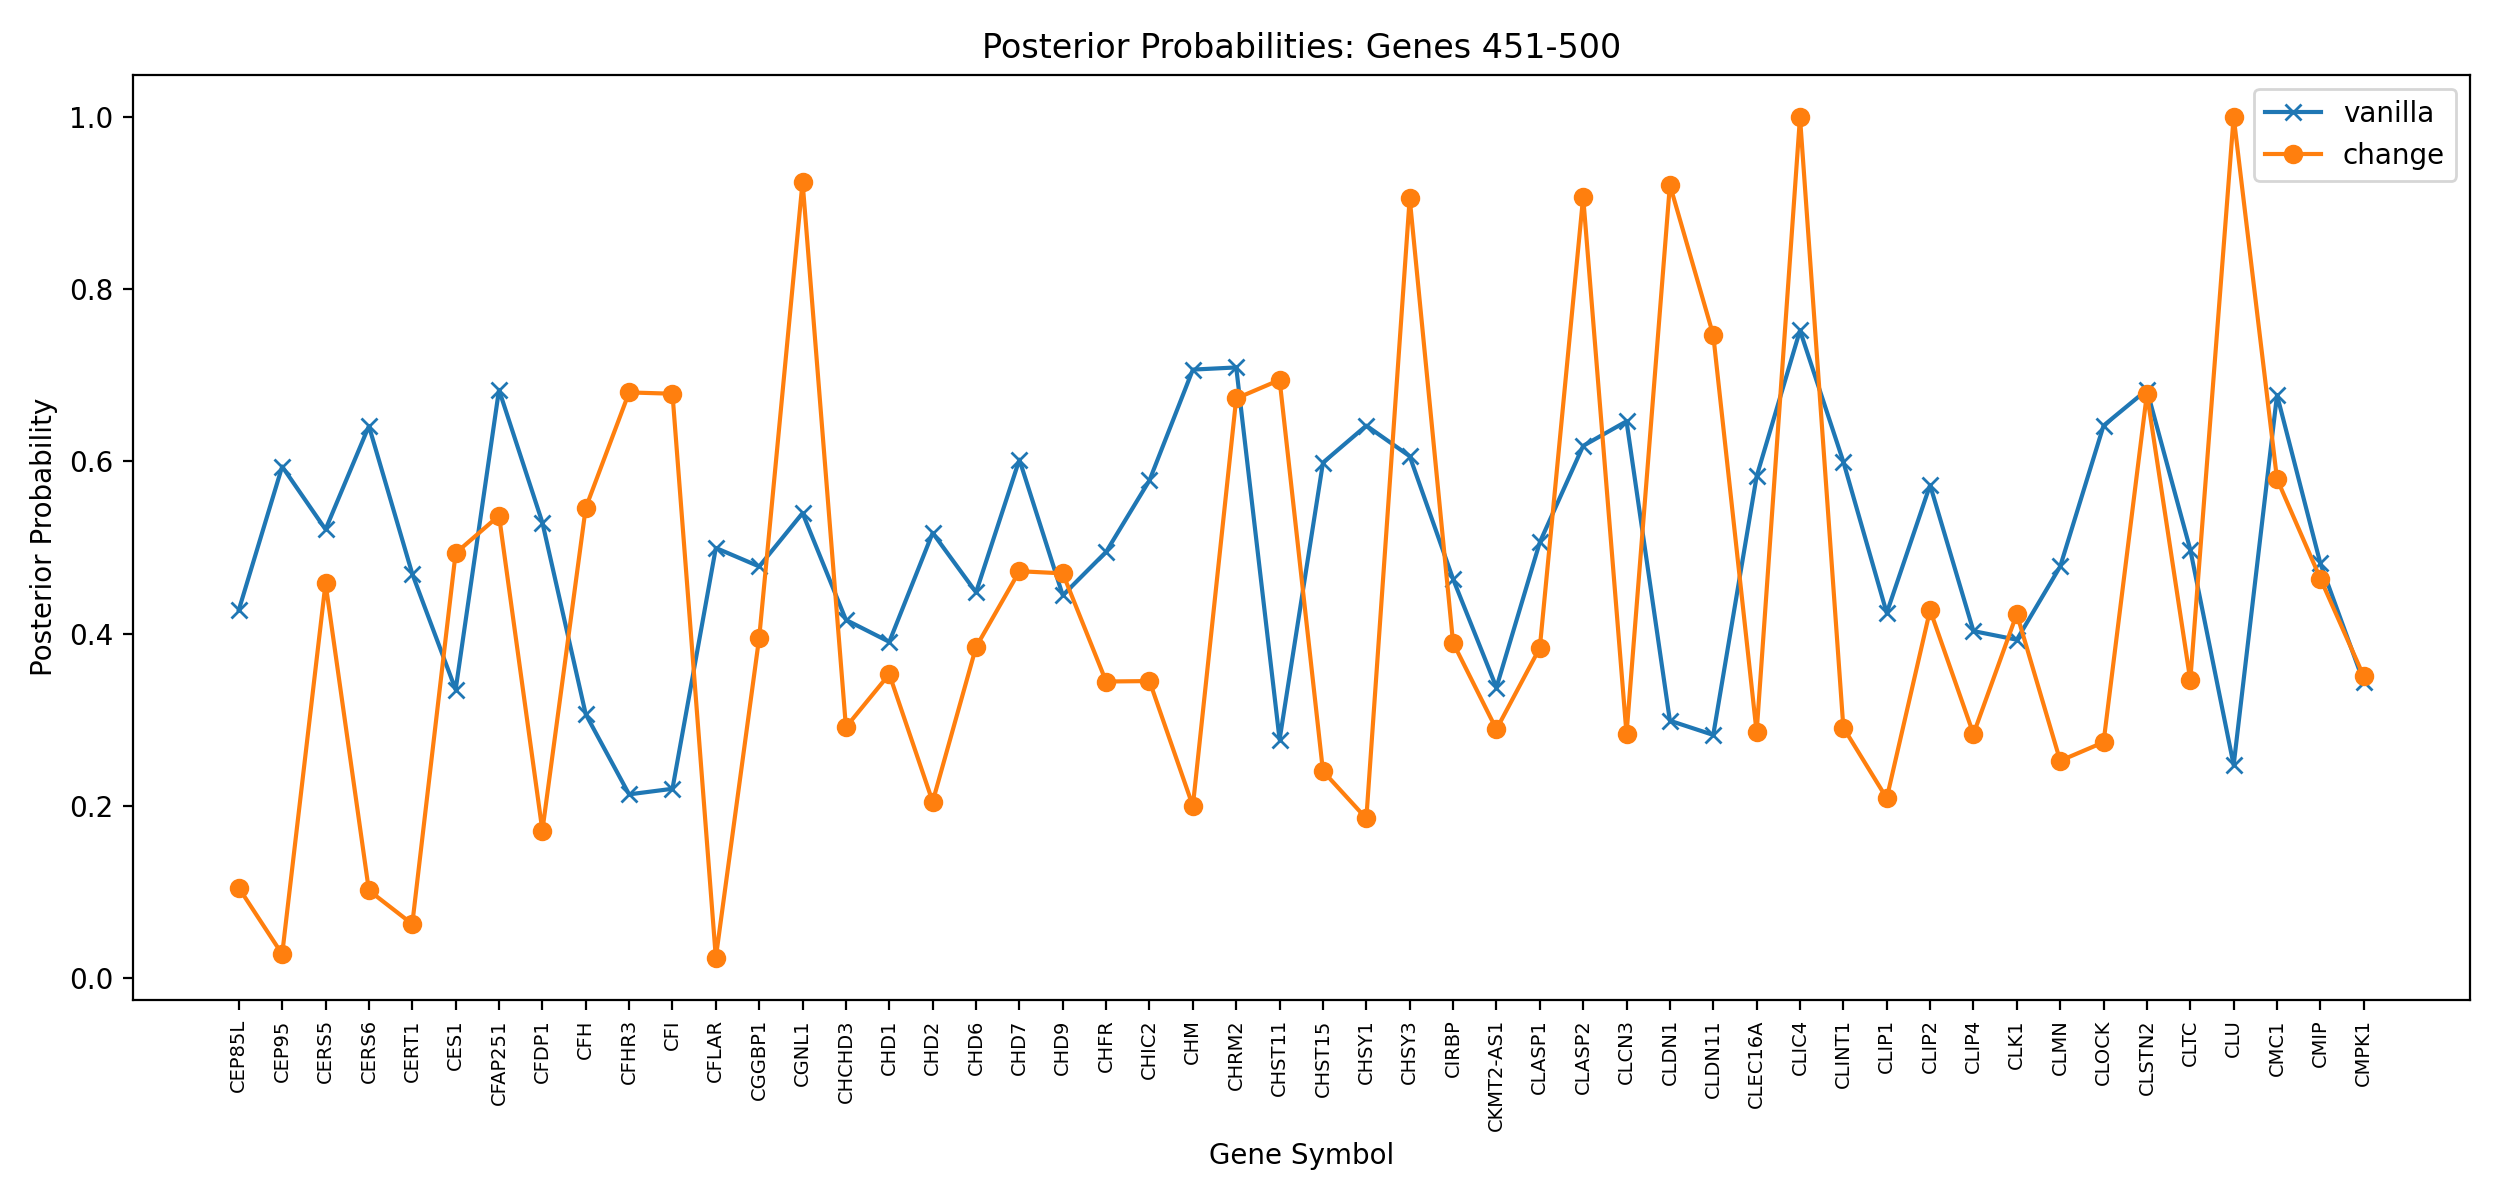 Posterior Probabilities: Genes 451-500
vanilla
change
1.0
0.8
0.6
0.4
0.2
0.0
Posterior Probability
CEP85L
CEP95
CERS5
CERS6
CERT1
CES1
CFAP251
CFDP1
CFH
CFHR3
CFI
CFLAR
CGGBP1
CGNL1
CHCHD3
CHD1
CHD2
CHD6
CHD7
CHD9
CHFR
CHIC2
CHM
CHRM2
CHST11
CHST15
CHSY1
CHSY3
CIRBP
CKMT2-AS1
CLASP1
CLASP2
CLCN3
CLDN1
CLDN11
CLEC16A
CLIC4
CLINT1
CLIP1
CLIP2
CLIP4
CLK1
CLMN
CLOCK
CLSTN2
CLTC
CLU
CMC1
CMIP
CMPK1
Gene Symbol